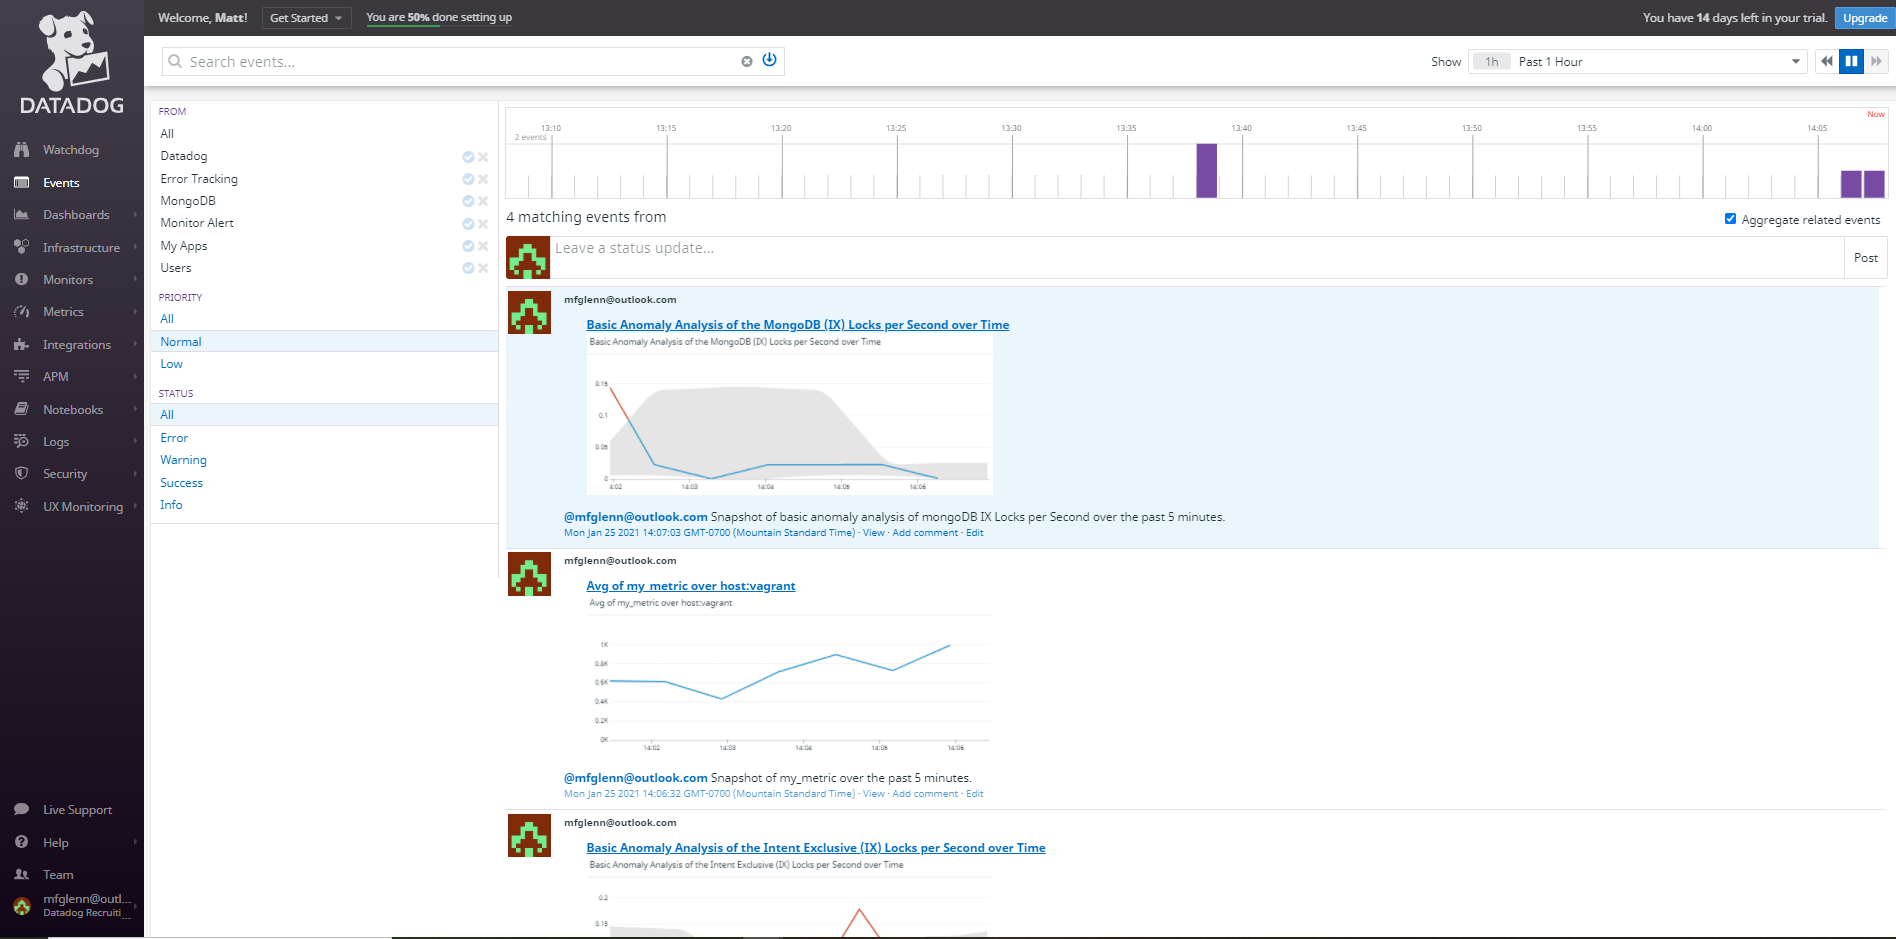 DATADOG
Welcome, Matt!
Get Started
You are 50% done setting up
You have 14 days left in your trial.
Upgrade
Search events...
Show
1h
Past 1 Hour
Watchdog
Events
Dashboards
Infrastructure
Monitors
Metrics
Integrations
APM
Notebooks
Logs
Security
UX Monitoring
Live Support
Help
Team
mfglenn@outl...
Datadog Recruiti...
FROM
All
Datadog
Error Tracking
MongoDB
Monitor Alert
My Apps
Users
PRIORITY
All
Normal
Low
STATUS
All
Error
Warning
Success
Info
Now
13:10 13:15 13:20 13:25 13:30 13:35 13:40 13:45 13:50 13:55 14:00 14:05
2 events
4 matching events from
Aggregate related events
Leave a status update...
Post
mfglenn@outlook.com
Basic Anomaly Analysis of the MongoDB (IX) Locks per Second over Time
Basic Anomaly Analysis of the MongoDB (IX) Locks per Second over Time
0.15
0.1
0.05
0
4:02 14:03 14:04 14:05 14:06
@mfglenn@outlook.com Snapshot of basic anomaly analysis of mongoDB IX Locks per Second over the past 5 minutes.
Mon Jan 25 2021 14:07:03 GMT-0700 (Mountain Standard Time) · View · Add comment · Edit
mfglenn@outlook.com
Avg of my_metric over host:vagrant
Avg of my_metric over host:vagrant
1K
0.8K
0.6K
0.4K
0.2K
0K
14:02 14:03 14:04 14:05 14:06
@mfglenn@outlook.com Snapshot of my_metric over the past 5 minutes.
Mon Jan 25 2021 14:06:32 GMT-0700 (Mountain Standard Time) · View · Add comment · Edit
mfglenn@outlook.com
Basic Anomaly Analysis of the Intent Exclusive (IX) Locks per Second over Time
Basic Anomaly Analysis of the Intent Exclusive (IX) Locks per Second over Time
0.2
0.15